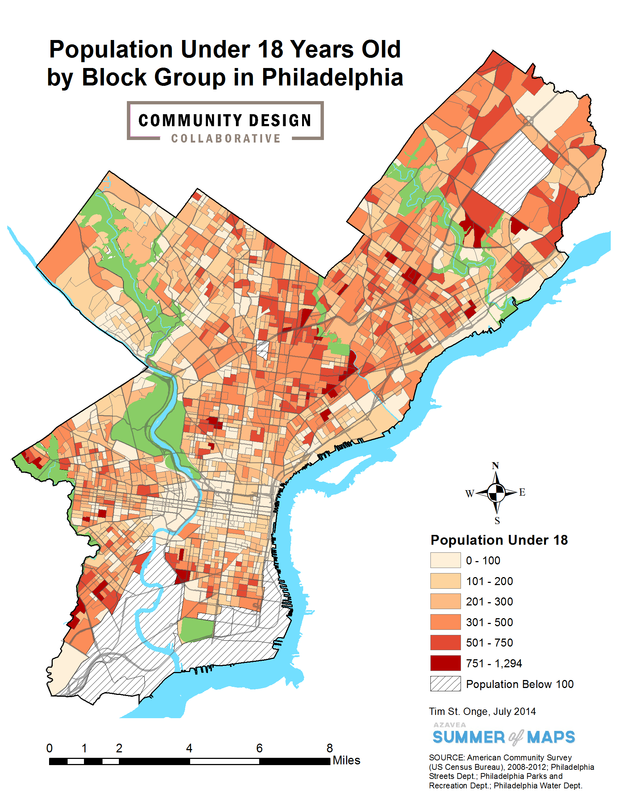 Population Under 18 Years Old
by Block Group in Philadelphia
COMMUNITY DESIGN
COLLABORATIVE
N
W
E
S
Population Under 18
0 - 100
101 - 200
201 - 300
301 - 500
501 - 750
751 - 1,294
Population Below 100
Tim St. Onge, July 2014
AZAVEA
SUMMER of MAPS
0 1 2 4 6 8
Miles
SOURCE: American Community Survey
(US Census Bureau), 2008-2012; Philadelphia
Streets Dept.; Philadelphia Parks and
Recreation Dept.; Philadelphia Water Dept.